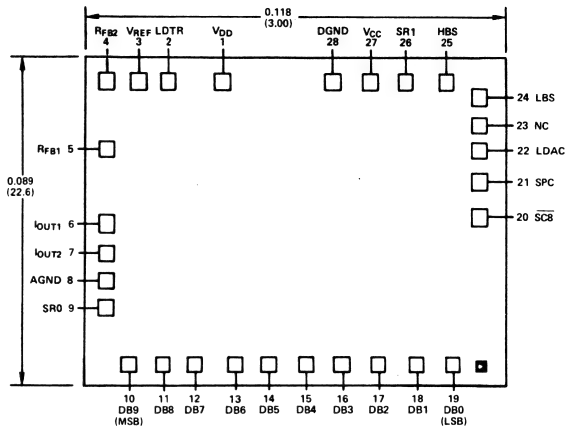 0.118
(3.00)
RFB2 VREF LDTR VDD DGND VCC SR1 HBS
4 3 2 1 28 27 26 25
24 LBS
23 NC
22 LDAC
21 SPC
20 SC8
0.089
(22.6)
RFB1 5
IOUT1 6
IOUT2 7
AGND 8
SR0 9
10 11 12 13 14 15 16 17 18 19
DB9 DB8 DB7 DB6 DB5 DB4 DB3 DB2 DB1 DB0
(MSB) (LSB)